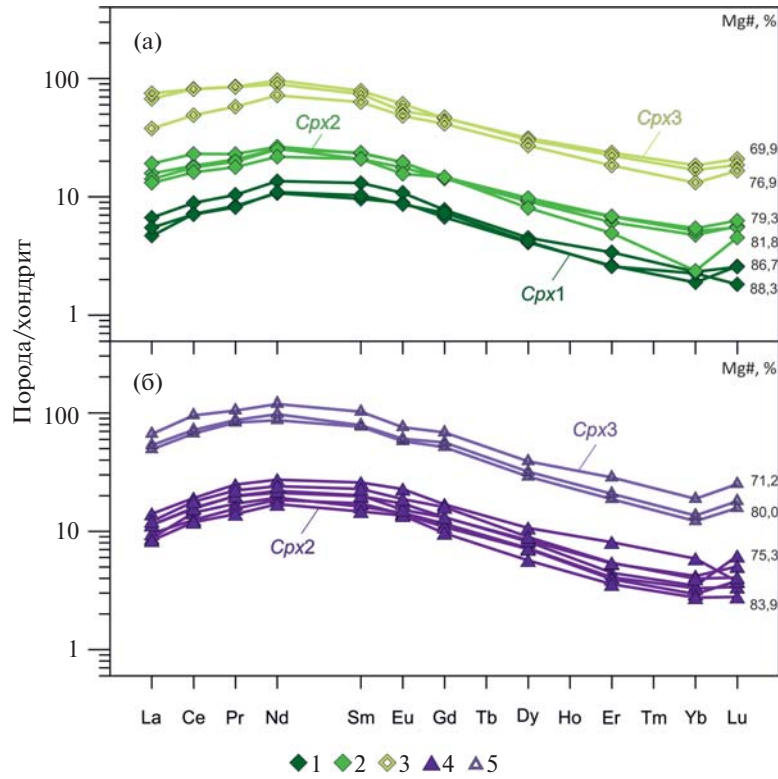 Порода/хондрит
(а)
Mg#, %
100
10
1
Cpx3
Cpx2
Cpx1
69,9
76,9
79,3
81,8
86,7
88,3
(б)
Mg#, %
100
10
1
Cpx3
Cpx2
71,2
80,0
75,3
83,9
La Ce Pr Nd Sm Eu Gd Tb Dy Ho Er Tm Yb Lu
1 2 3 4 5